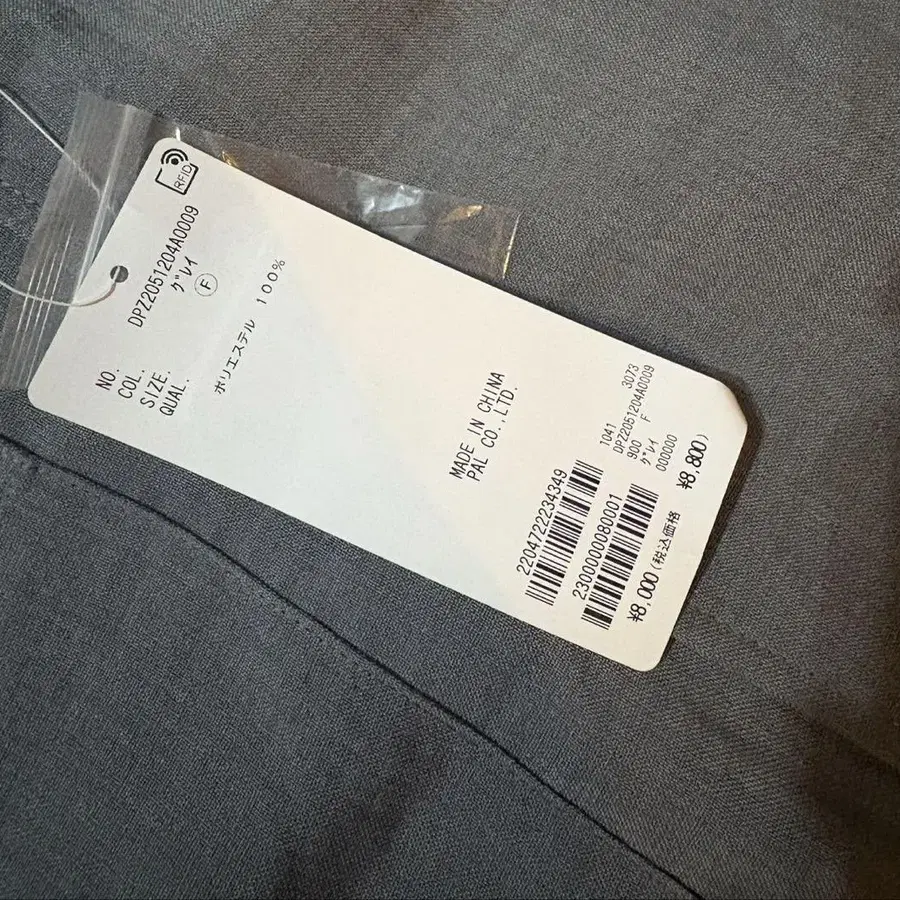 RFID
NO. DPZ2051204A0009
COL. グレイ
SIZE. Ⓕ
QUAL.
ポリエステル 100%
MADE IN CHINA
PAL CO.,LTD.
1041 3073
DPZ2051204A0009
900 F
グレイ
000000
2204722234349
2300000080001
¥8,000(税込価格 ¥8,800)